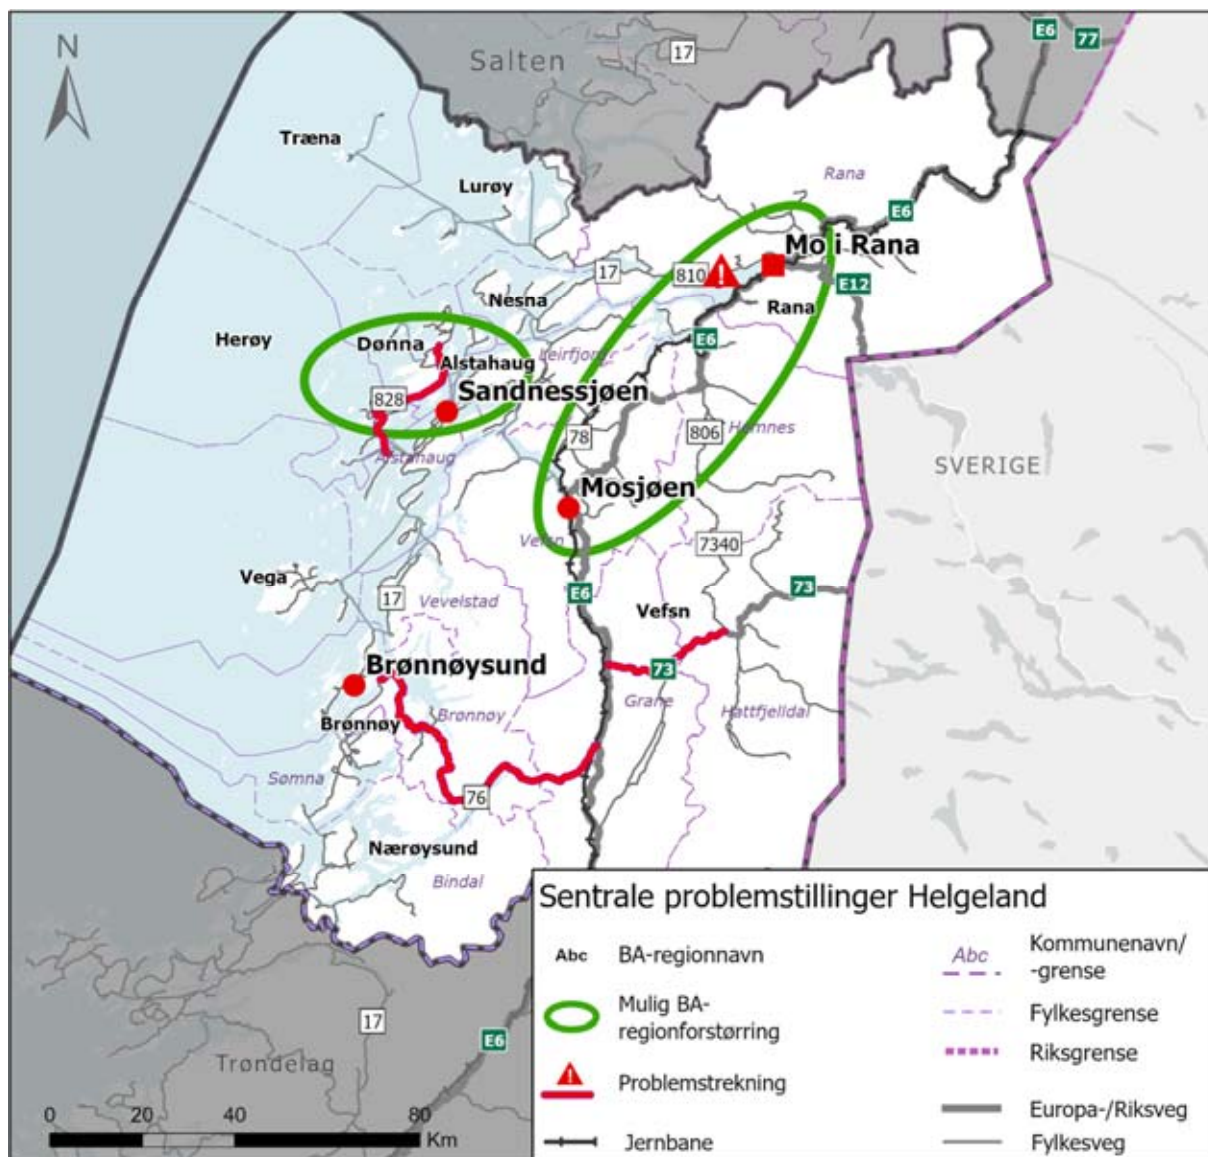 E6
77
17
Salten
N
Træna
Rana
Lurøy
E6
Mo i Rana
17
810
E12
Nesna
Rana
Herøy
Dønna
E6
Leirfjord
Alstahaug
Sandnessjøen
828
78
806
Hemnes
Alstahaug
SVERIGE
Mosjøen
Vefsn
7340
Vega
17
Vevelstad
E6
Vefsn
73
Brønnøysund
73
Brønnøy
Brønnøy
Grane
Hattfjelldal
Sømna
76
Nærøysund
Bindal
17
E6
Trøndelag
0 20 40 80
Km
Sentrale problemstillinger Helgeland
Abc BA-regionnavn
Mulig BA-
regionforstørring
Problemstrekning
Jernbane
Abc Kommunenavn/
-grense
Fylkesgrense
Riksgrense
Europa-/Riksveg
Fylkesveg